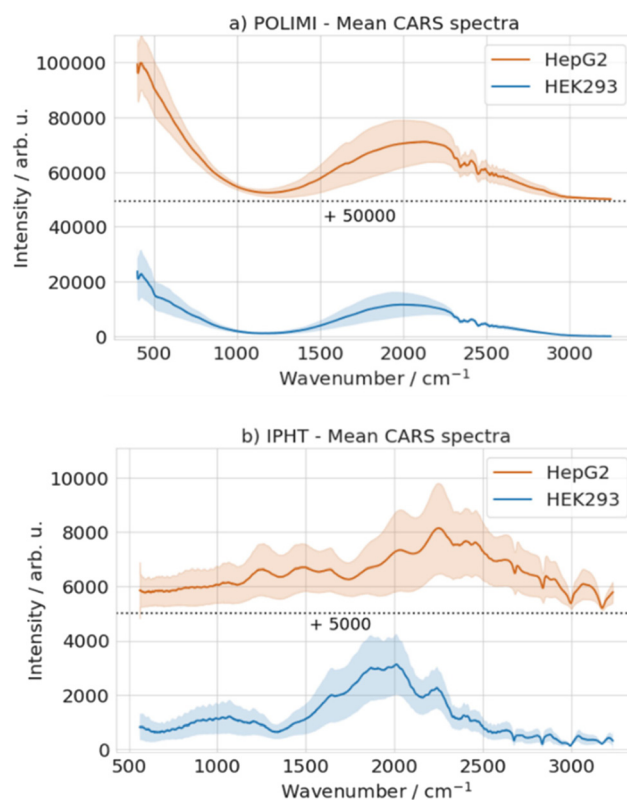 a) POLIMI - Mean CARS spectra
HepG2
HEK293
100000
80000
60000
40000
20000
0
+ 50000
Intensity / arb. u.
500 1000 1500 2000 2500 3000
Wavenumber / cm⁻¹
b) IPHT - Mean CARS spectra
HepG2
HEK293
10000
8000
6000
4000
2000
0
+ 5000
Intensity / arb. u.
500 1000 1500 2000 2500 3000
Wavenumber / cm⁻¹